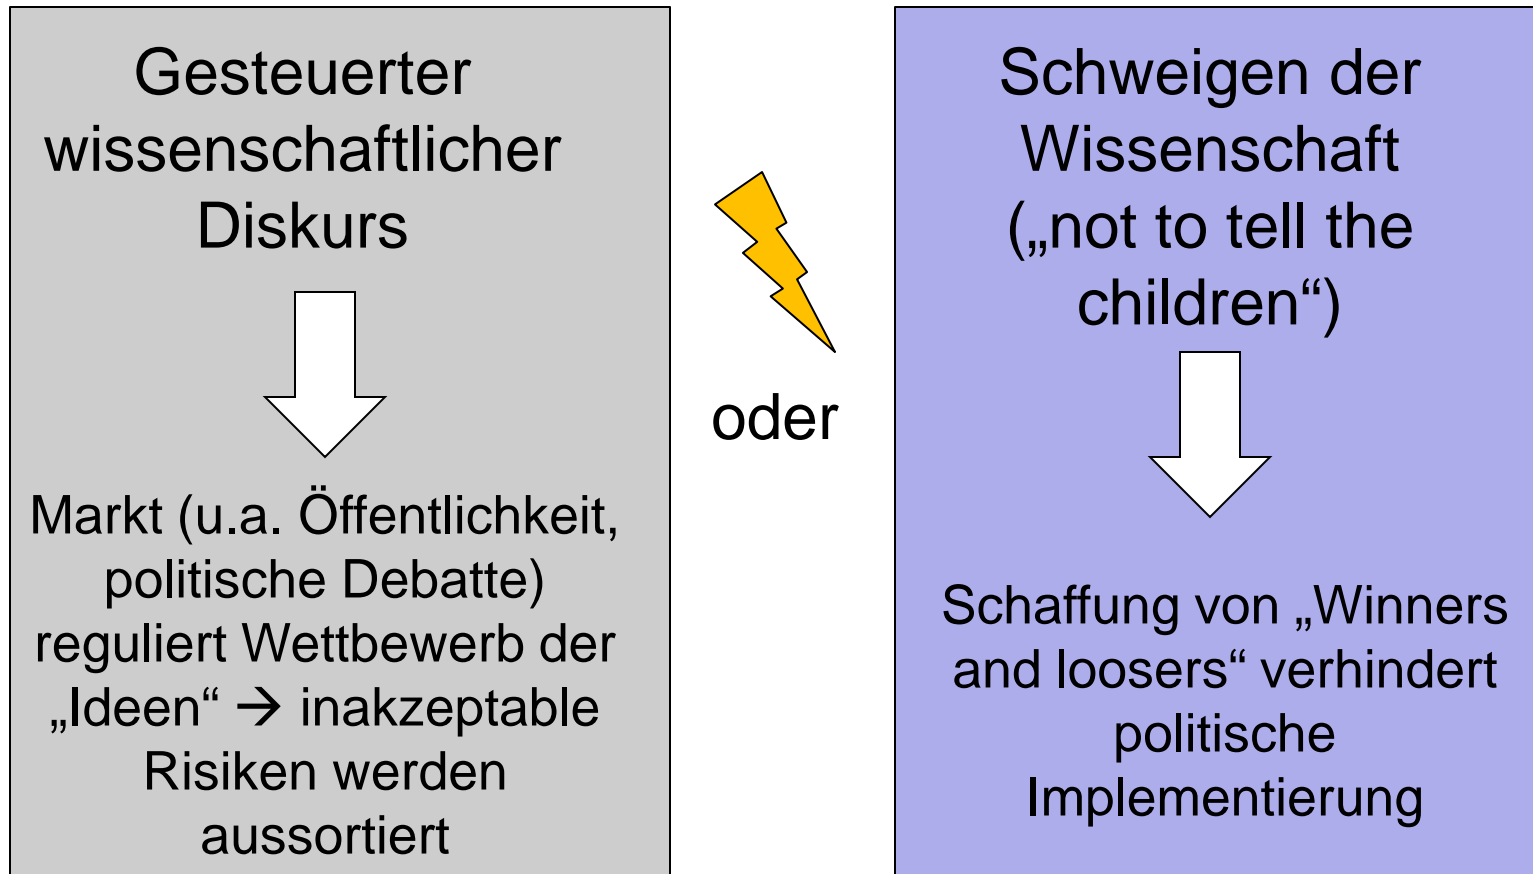 Gesteuerter
wissenschaftlicher
Diskurs
Markt (u.a. Öffentlichkeit,
politische Debatte)
reguliert Wettbewerb der
„Ideen“ → inakzeptable
Risiken werden
aussortiert
oder
Schweigen der
Wissenschaft
(„not to tell the
children“)
Schaffung von „Winners
and loosers“ verhindert
politische
Implementierung